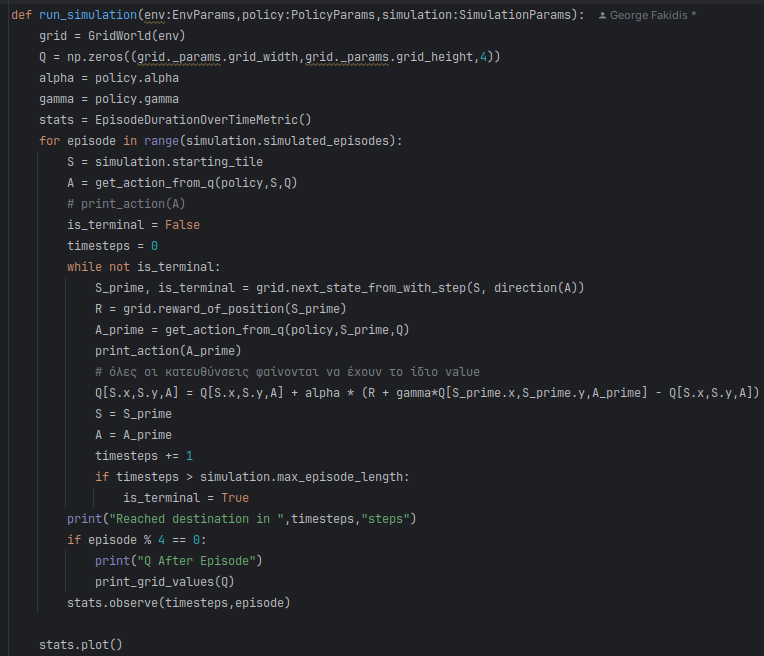 def run_simulation(env:EnvParams,policy:PolicyParams,simulation:SimulationParams): George Fakidis *
    grid = GridWorld(env)
    Q = np.zeros((grid._params.grid_width,grid._params.grid_height,4))
    alpha = policy.alpha
    gamma = policy.gamma
    stats = EpisodeDurationOverTimeMetric()
    for episode in range(simulation.simulated_episodes):
        S = simulation.starting_tile
        A = get_action_from_q(policy,S,Q)
        # print_action(A)
        is_terminal = False
        timesteps = 0
        while not is_terminal:
            S_prime, is_terminal = grid.next_state_from_with_step(S, direction(A))
            R = grid.reward_of_position(S_prime)
            A_prime = get_action_from_q(policy,S_prime,Q)
            print_action(A_prime)
            # όλες οι κατευθύνσεις φαίνονται να έχουν το ίδιο value
            Q[S.x,S.y,A] = Q[S.x,S.y,A] + alpha * (R + gamma*Q[S_prime.x,S_prime.y,A_prime] - Q[S.x,S.y,A])
            S = S_prime
            A = A_prime
            timesteps += 1
            if timesteps > simulation.max_episode_length:
                is_terminal = True
        print("Reached destination in ",timesteps,"steps")
        if episode % 4 == 0:
            print("Q After Episode")
            print_grid_values(Q)
        stats.observe(timesteps,episode)
    stats.plot()